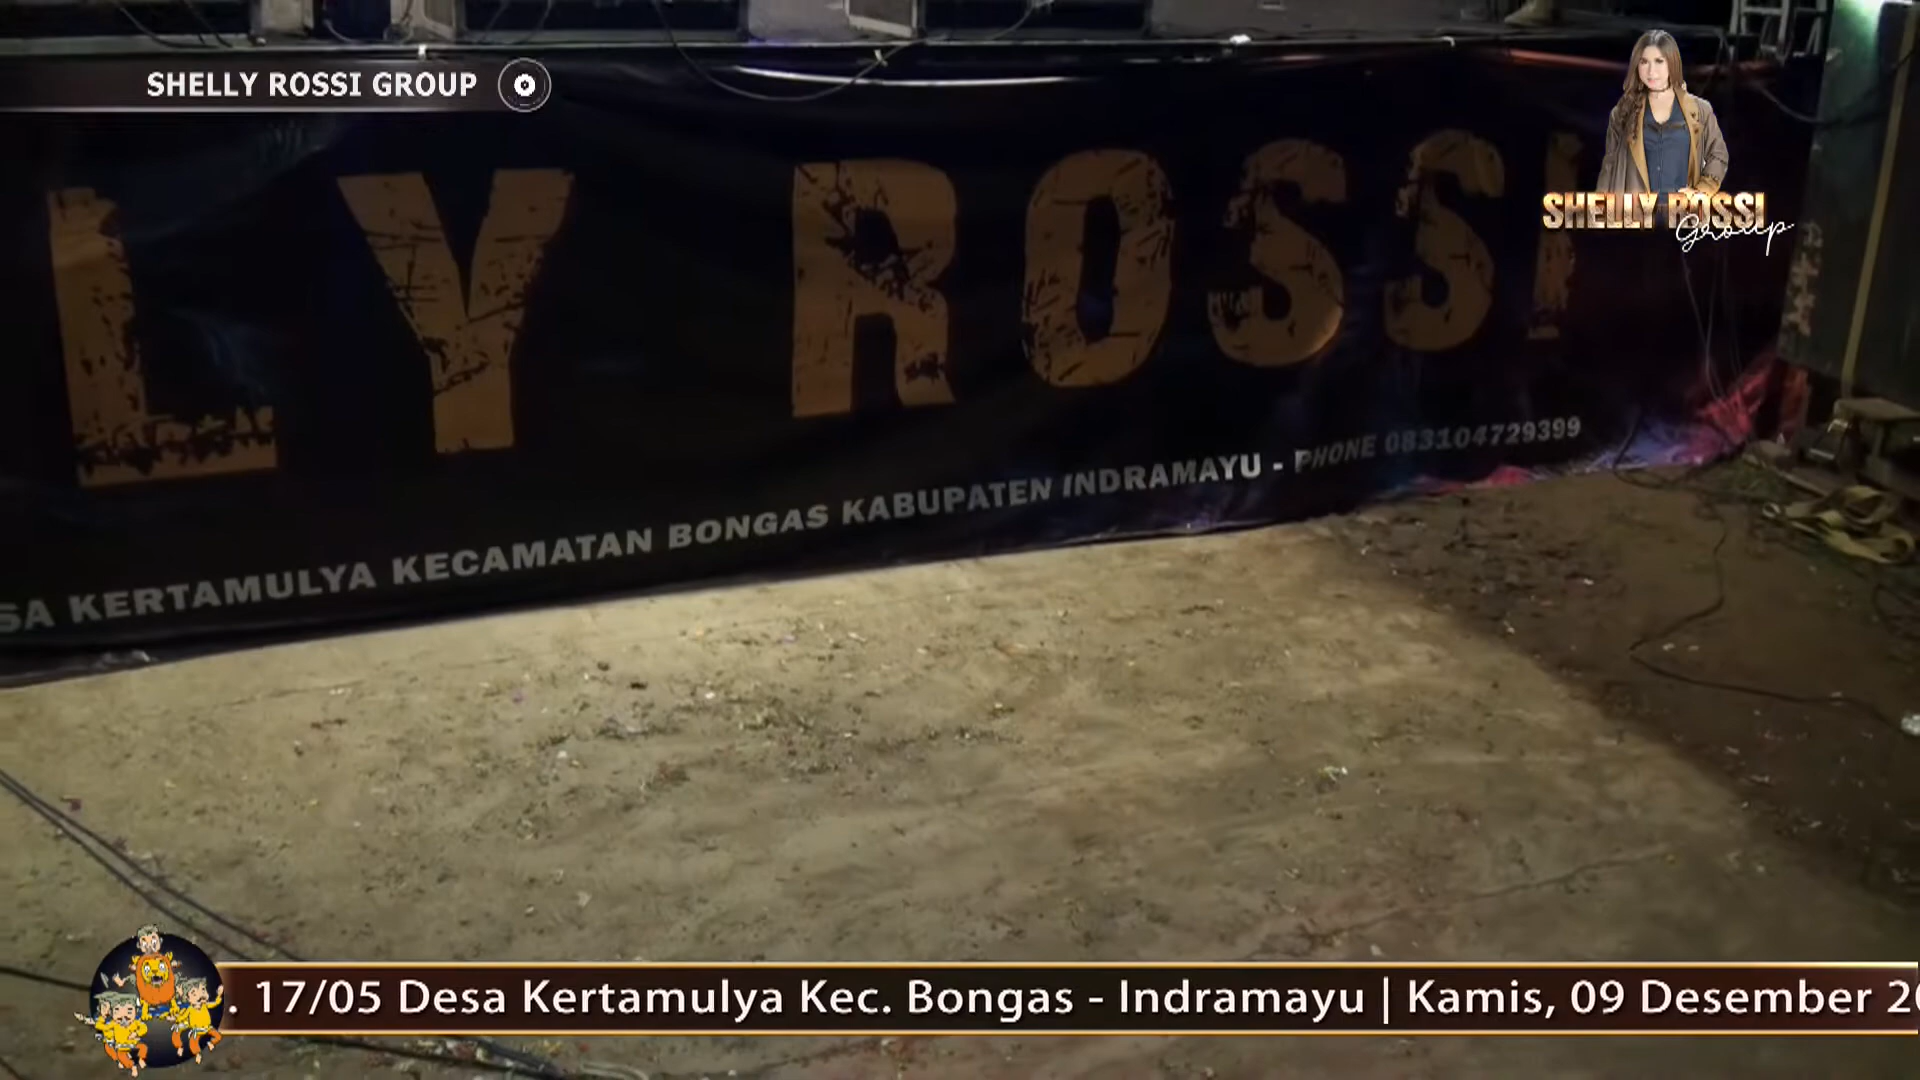 SHELLY ROSSI GROUP
SHELLY ROSSI
Group
LY ROSSI
SA KERTAMULYA KECAMATAN BONGAS KABUPATEN INDRAMAYU - PHONE 083104729399
. 17/05 Desa Kertamulya Kec. Bongas - Indramayu | Kamis, 09 Desember 20